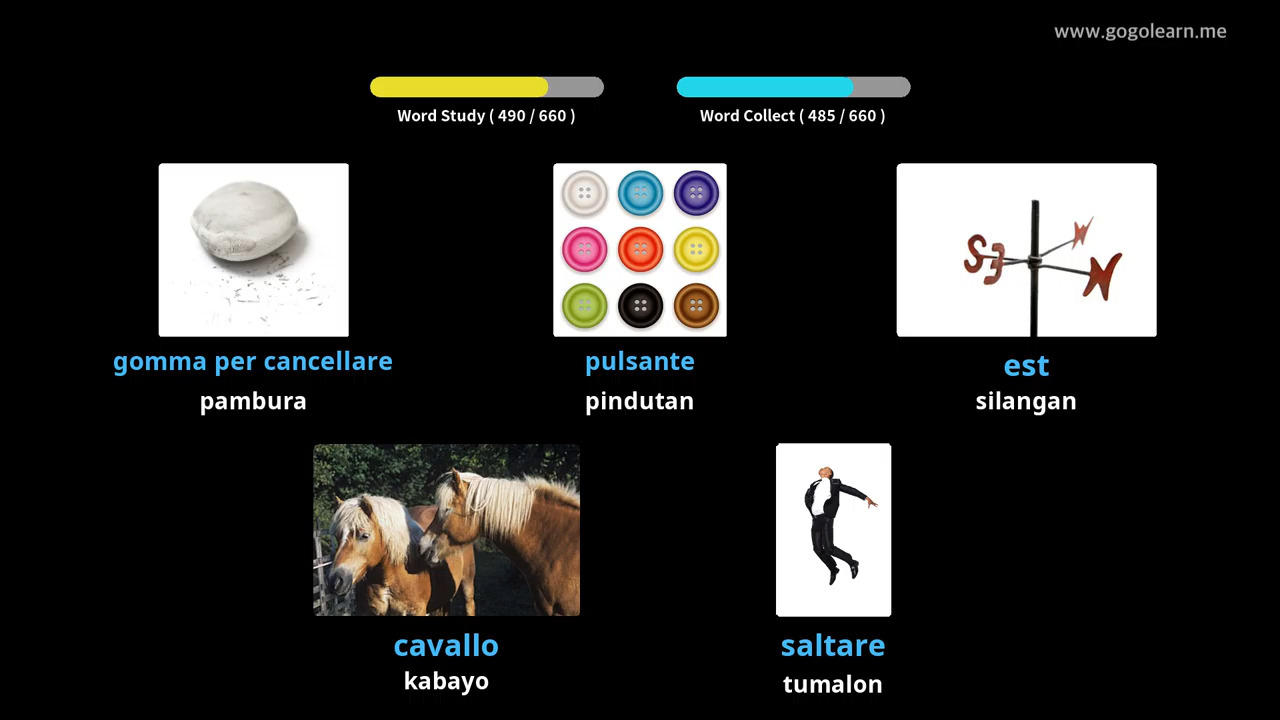 www.gogolearn.me
Word Study ( 490 / 660 )
Word Collect ( 485 / 660 )
S
E
N
W
gomma per cancellare
pambura
pulsante
pindutan
est
silangan
cavallo
kabayo
saltare
tumalon